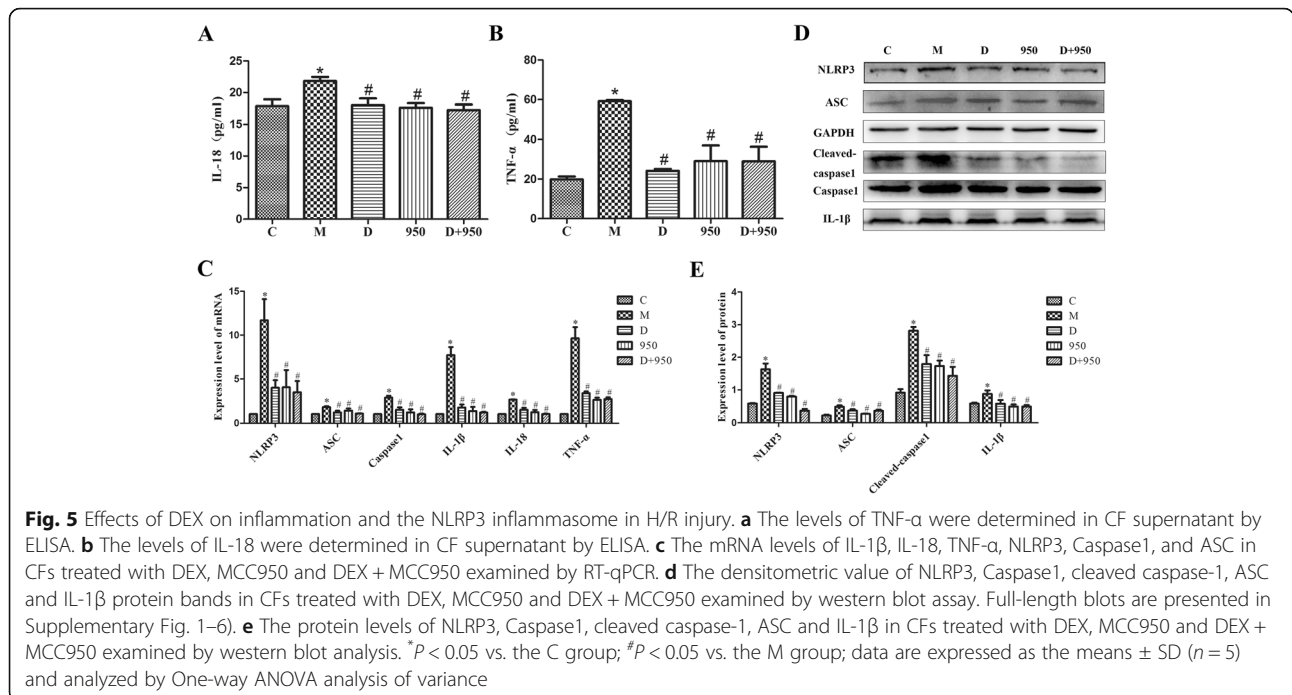 A
IL-18 (pg/ml)
25
20
15
10
5
0
*
#
#
#
C M D 950 D+950
B
TNF-α (pg/ml)
80
60
40
20
0
*
#
#
#
C M D 950 D+950
D
C M D 950 D+950
NLRP3
ASC
GAPDH
Cleaved-
caspase1
Caspase1
IL-1β
C
Expression level of mRNA
15
10
5
0
*
# # #
*
# # #
*
# # #
*
# # #
*
# # #
*
# # #
NLRP3 ASC Caspase1 IL-1β IL-18 TNF-α
C
M
D
950
D+950
E
Expression level of protein
4
3
2
1
0
*
# # #
*
# # #
*
# # #
*
# # #
NLRP3 ASC Cleaved-caspase1 IL-1β
C
M
D
950
D+950
Fig. 5 Effects of DEX on inflammation and the NLRP3 inflammasome in H/R injury. a The levels of TNF-α were determined in CF supernatant by
ELISA. b The levels of IL-18 were determined in CF supernatant by ELISA. c The mRNA levels of IL-1β, IL-18, TNF-α, NLRP3, Caspase1, and ASC in
CFs treated with DEX, MCC950 and DEX + MCC950 examined by RT-qPCR. d The densitometric value of NLRP3, Caspase1, cleaved caspase-1, ASC
and IL-1β protein bands in CFs treated with DEX, MCC950 and DEX + MCC950 examined by western blot assay. Full-length blots are presented in
Supplementary Fig. 1–6). e The protein levels of NLRP3, Caspase1, cleaved caspase-1, ASC and IL-1β in CFs treated with DEX, MCC950 and DEX +
MCC950 examined by western blot analysis. *P < 0.05 vs. the C group; #P < 0.05 vs. the M group; data are expressed as the means ± SD (n = 5)
and analyzed by One-way ANOVA analysis of variance